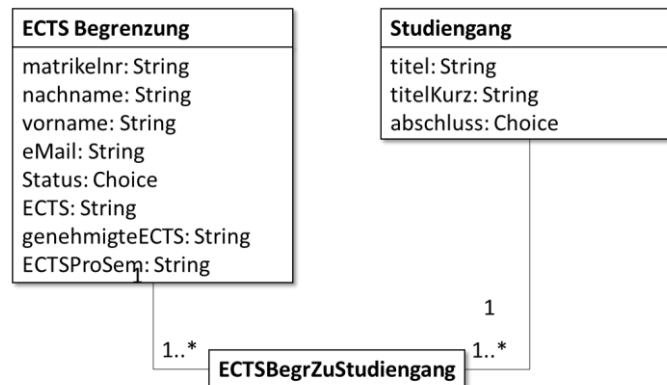 ECTS Begrenzung
matrikelnr: String
nachname: String
vorname: String
eMail: String
Status: Choice
ECTS: String
genehmigteECTS: String
ECTSProSem: String
1
Studiengang
titel: String
titelKurz: String
abschluss: Choice
1
1..*
1..*
ECTSBegrZuStudiengang